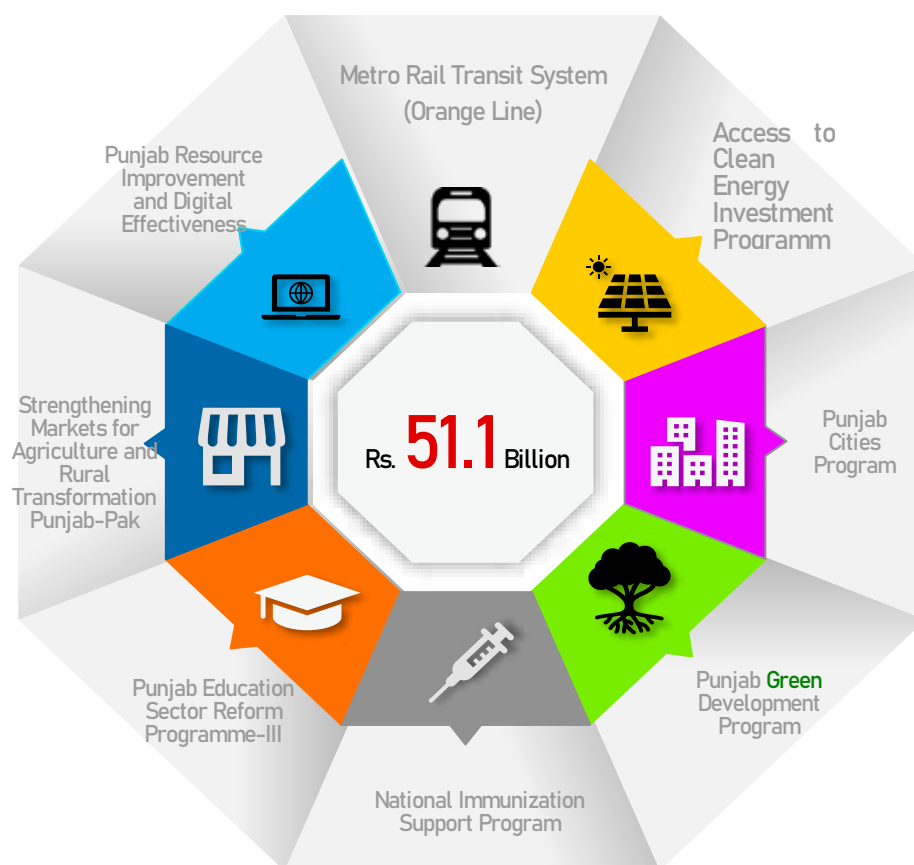 Metro Rail Transit System
(Orange Line)
Access to
Clean
Energy
Investment
Programm
Punjab
Cities
Program
Punjab Green
Development
Program
National Immunization
Support Program
Punjab Education
Sector Reform
Programme-III
Strengthening
Markets for
Agriculture and
Rural
Transformation
Punjab-Pak
Punjab Resource
Improvement
and Digital
Effectiveness
Rs. 51.1 Billion